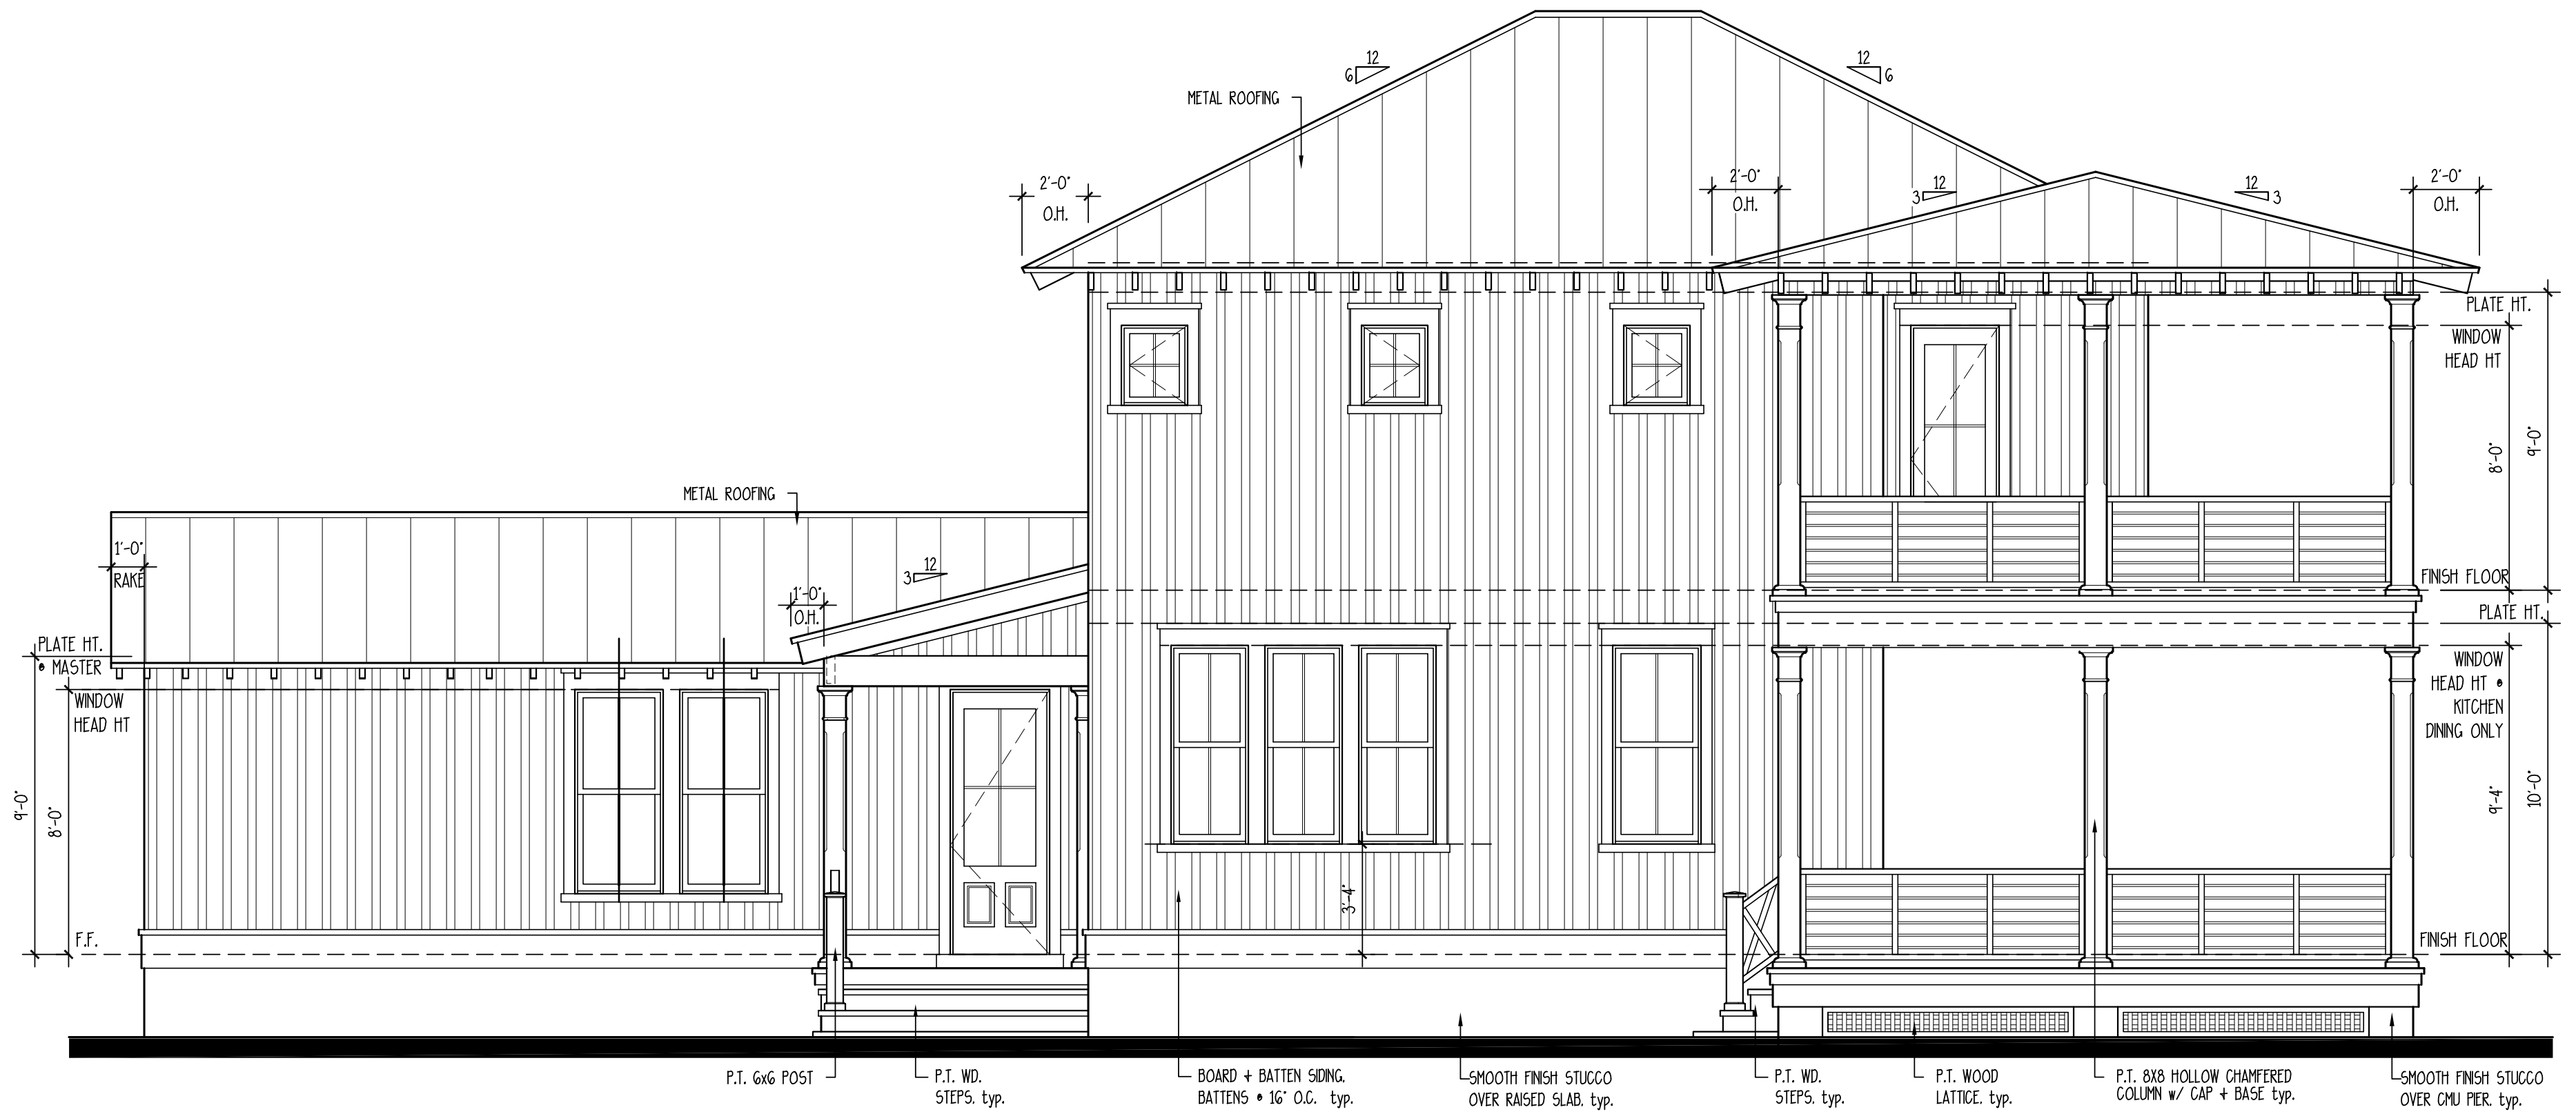 12
6
12
6
METAL ROOFING
2'-0"
O.H.
2'-0"
O.H.
12
3
12
3
2'-0"
O.H.
PLATE HT.
WINDOW
HEAD HT
8'-0"
9'-0"
METAL ROOFING
1'-0"
RAKE
12
3
1'-0"
O.H.
FINISH FLOOR
PLATE HT.
PLATE HT.
@ MASTER
WINDOW
HEAD HT
9'-0"
8'-0"
F.F.
WINDOW
HEAD HT @
KITCHEN
DINING ONLY
9'-4"
10'-0"
3'-4"
FINISH FLOOR
P.T. 6x6 POST
P.T. WD.
STEPS, typ.
BOARD + BATTEN SIDING,
BATTENS @ 16" O.C. typ.
SMOOTH FINISH STUCCO
OVER RAISED SLAB, typ.
P.T. WD.
STEPS, typ.
P.T. WOOD
LATTICE, typ.
P.T. 8X8 HOLLOW CHAMFERED
COLUMN w/ CAP + BASE typ.
SMOOTH FINISH STUCCO
OVER CMU PIER, typ.